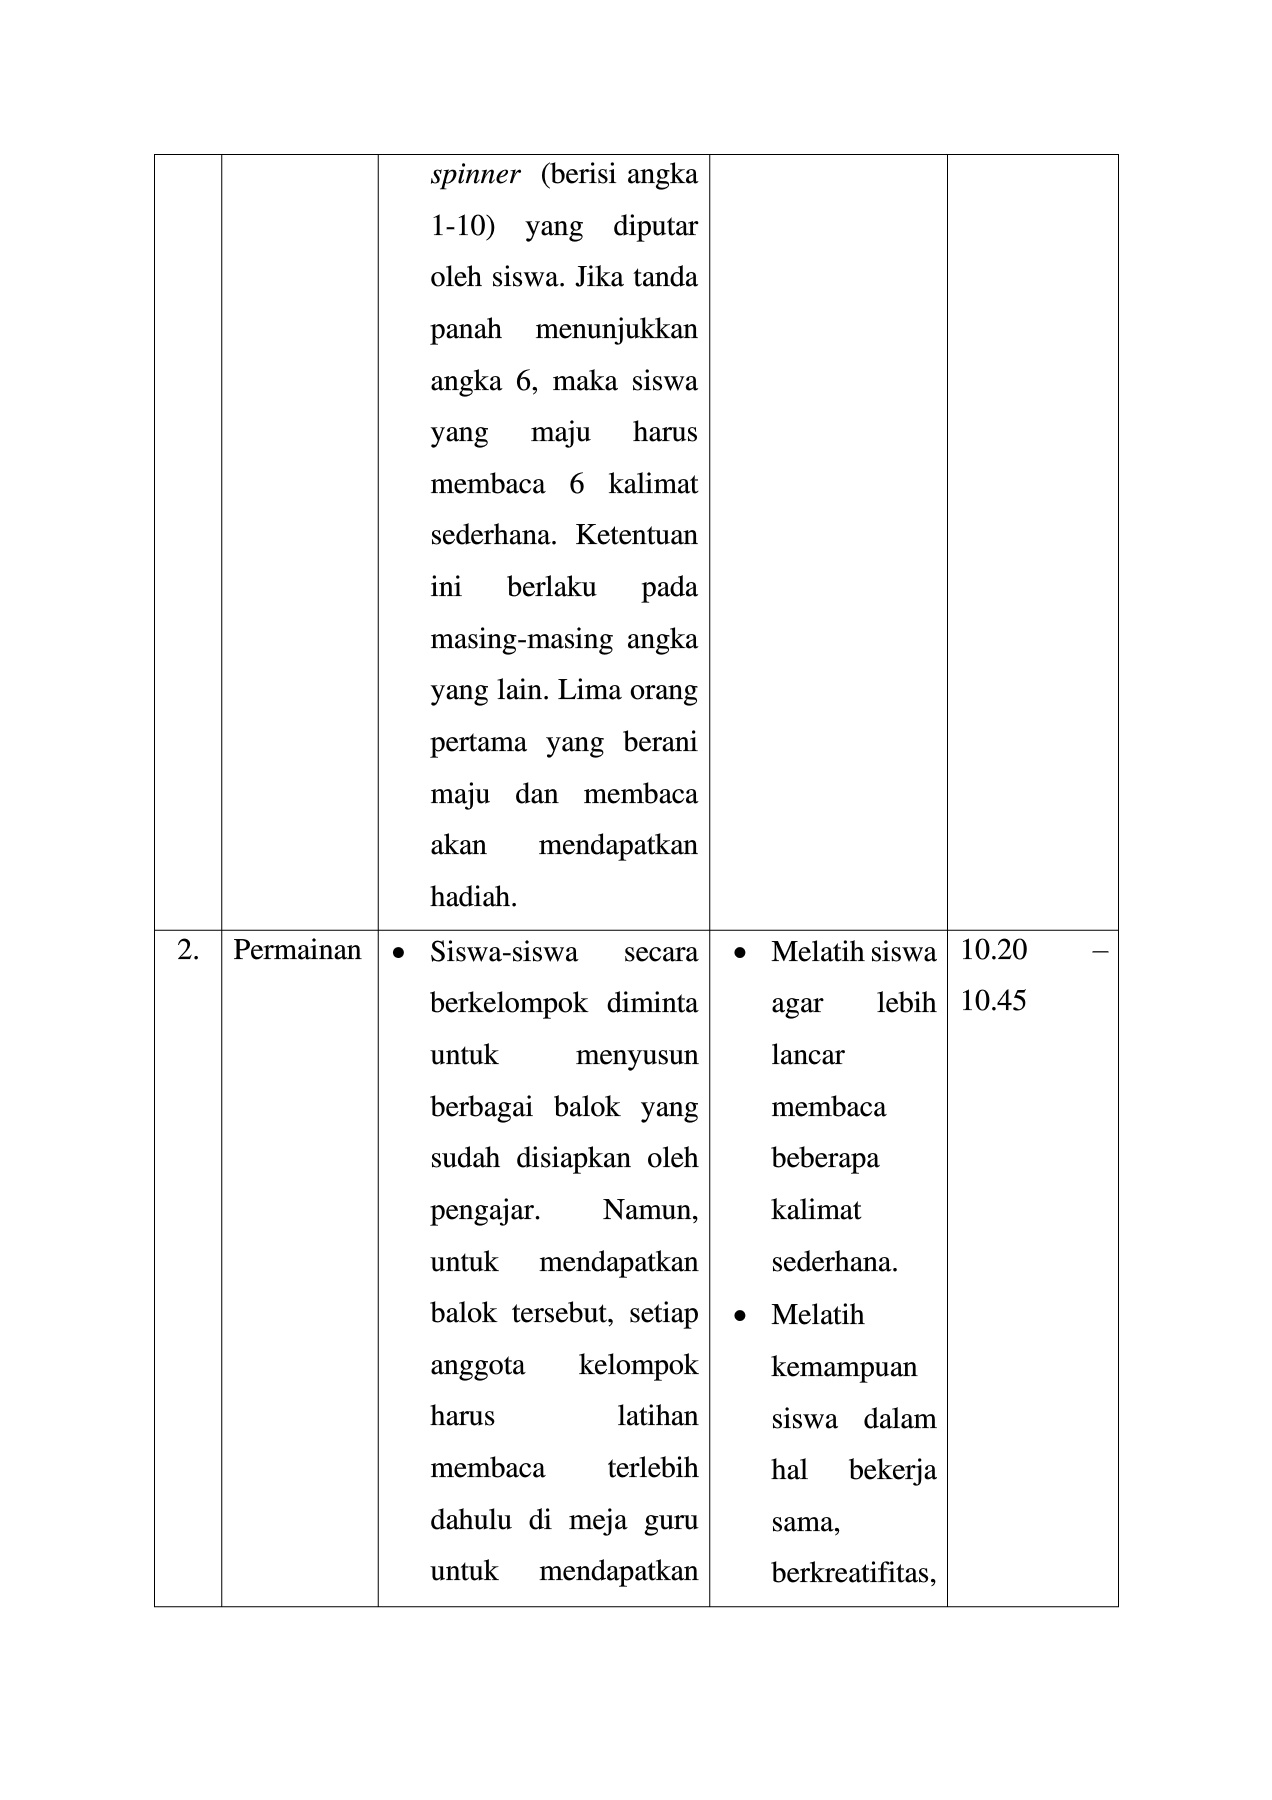 spinner (berisi angka
1-10) yang diputar
oleh siswa. Jika tanda
panah menunjukkan
angka 6, maka siswa
yang maju harus
membaca 6 kalimat
sederhana. Ketentuan
ini berlaku pada
masing-masing angka
yang lain. Lima orang
pertama yang berani
maju dan membaca
akan mendapatkan
hadiah.
2.
Permainan
• Siswa-siswa secara
berkelompok diminta
untuk menyusun
berbagai balok yang
sudah disiapkan oleh
pengajar. Namun,
untuk mendapatkan
balok tersebut, setiap
anggota kelompok
harus latihan
membaca terlebih
dahulu di meja guru
untuk mendapatkan
• Melatih siswa
agar lebih
lancar
membaca
beberapa
kalimat
sederhana.
• Melatih
kemampuan
siswa dalam
hal bekerja
sama,
berkreatifitas,
10.20 –
10.45